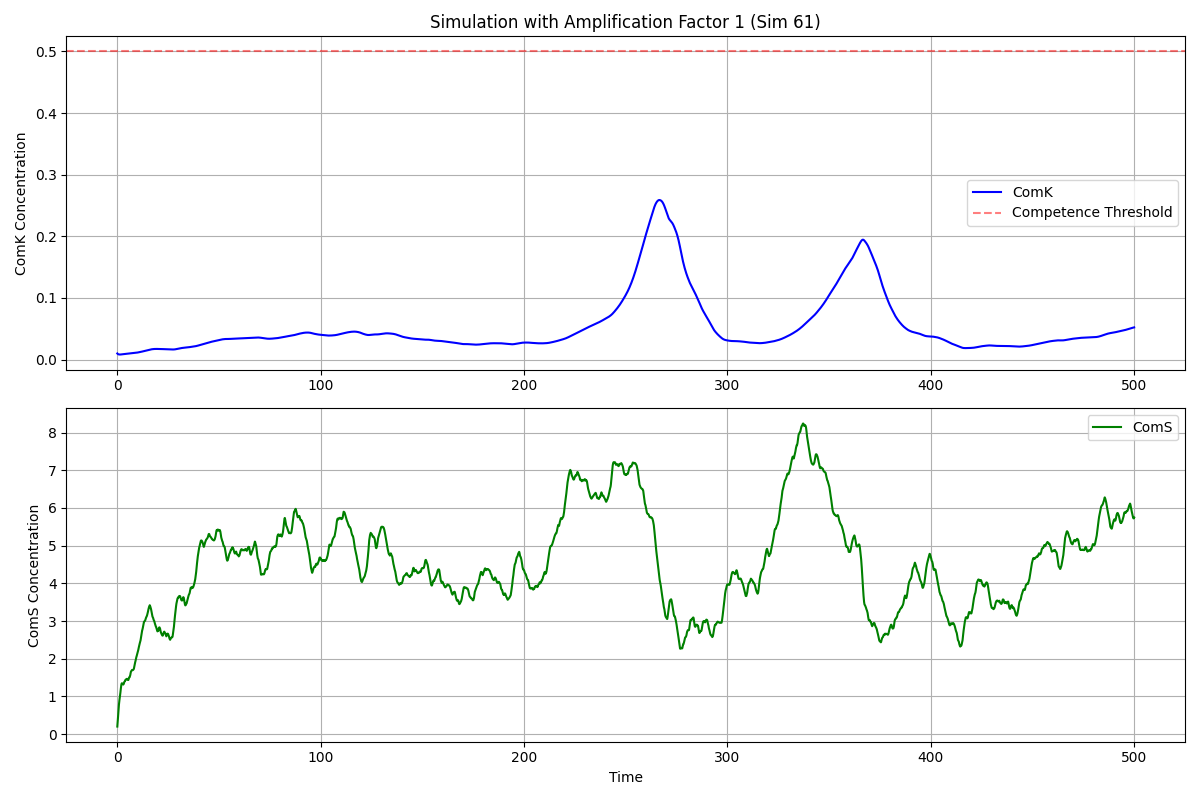 Simulation with Amplification Factor 1 (Sim 61)
ComK Concentration
0.5
0.4
0.3
0.2
0.1
0.0
ComK
Competence Threshold
0 100 200 300 400 500
ComS Concentration
8
7
6
5
4
3
2
1
0
ComS
0 100 200 300 400 500
Time